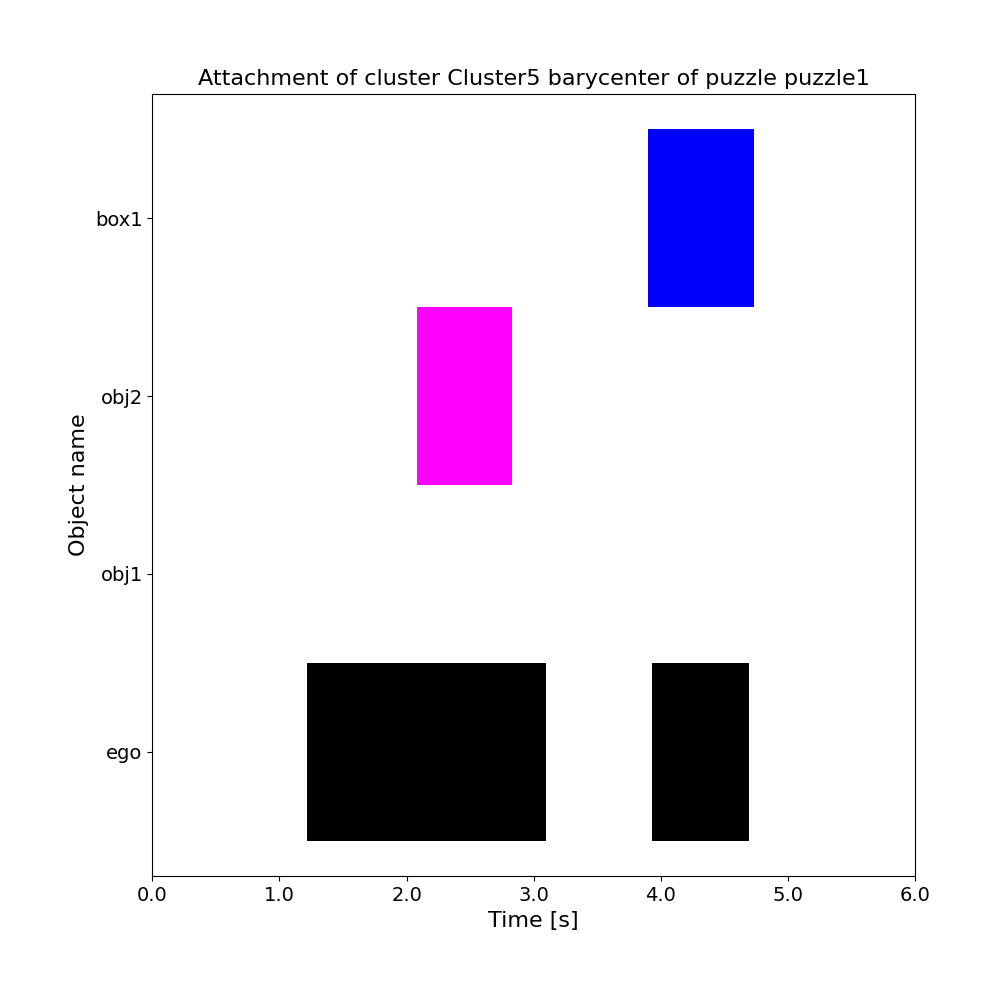 Attachment of cluster Cluster5 barycenter of puzzle puzzle1
box1
obj2
obj1
ego
Object name
0.0 1.0 2.0 3.0 4.0 5.0 6.0
Time [s]